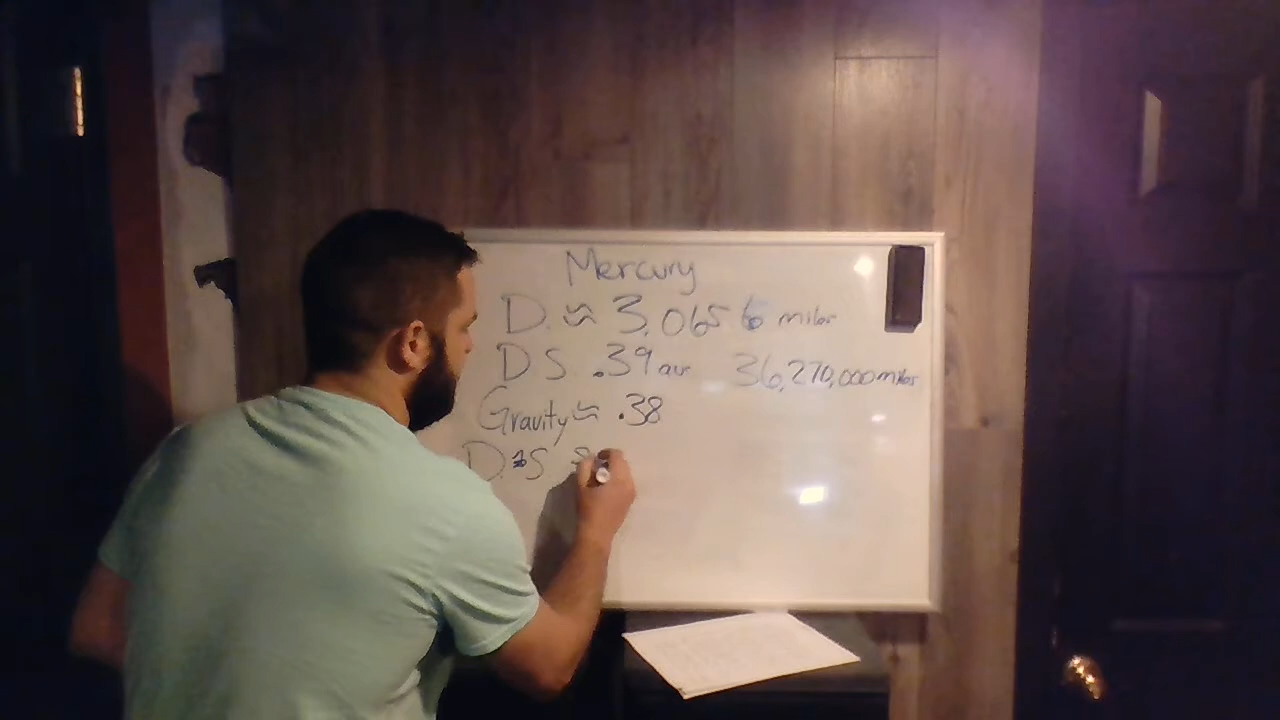 Mercury
D. ≈ 3,065 miles
D S .39 au 36,270,000 miles
Gravity ≈ .38
D. S